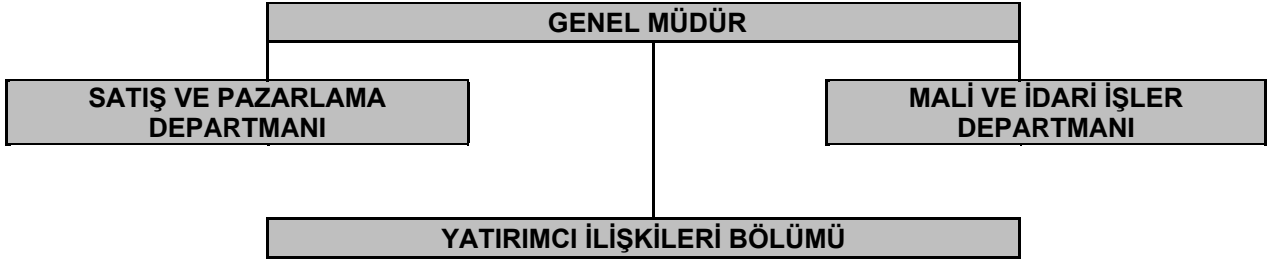 GENEL MÜDÜR
SATIŞ VE PAZARLAMA
DEPARTMANI
MALİ VE İDARİ İŞLER
DEPARTMANI
YATIRIMCI İLİŞKİLERİ BÖLÜMÜ